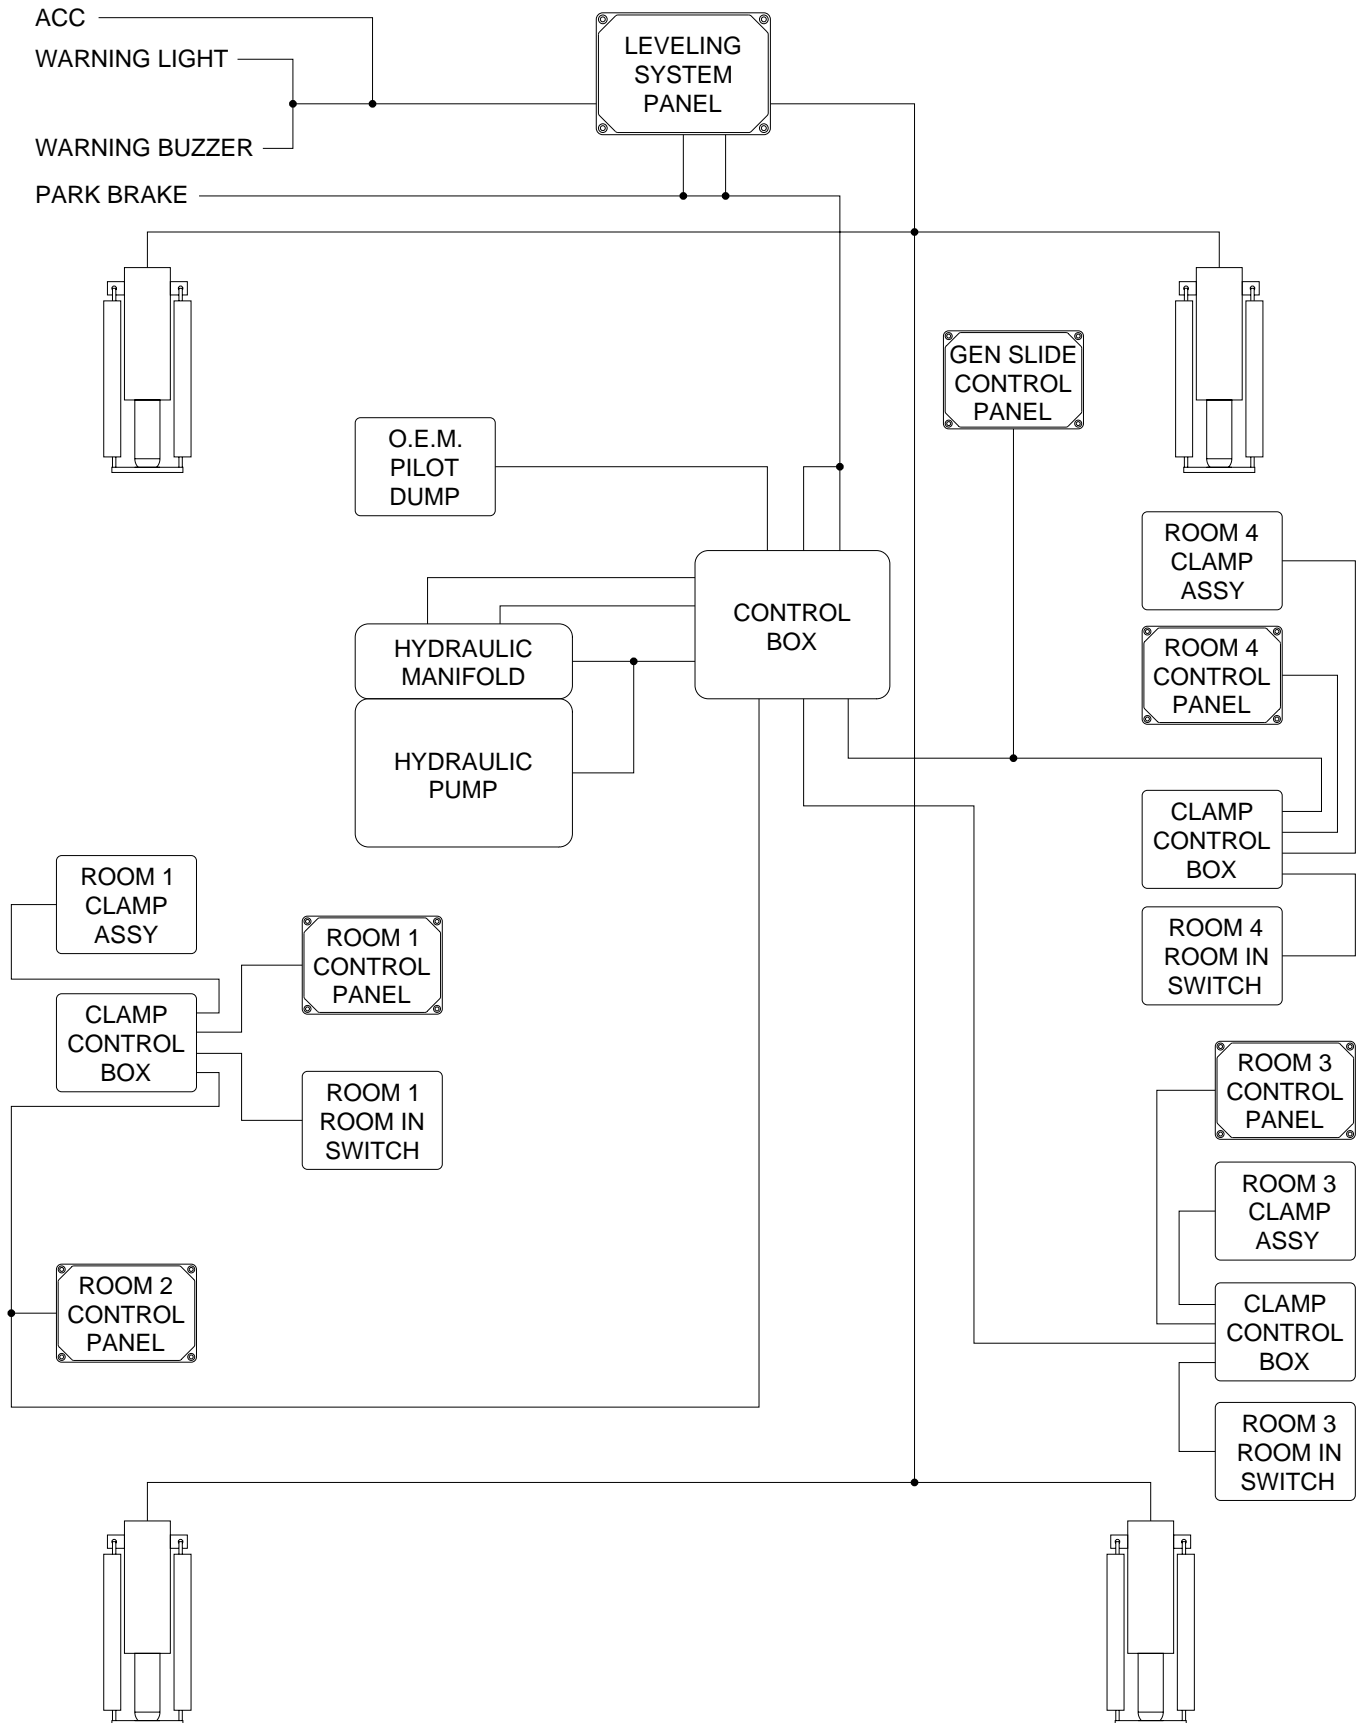 ACC
WARNING LIGHT
WARNING BUZZER
PARK BRAKE
LEVELING
SYSTEM
PANEL
GEN SLIDE
CONTROL
PANEL
O.E.M.
PILOT
DUMP
ROOM 4
CLAMP
ASSY
CONTROL
BOX
HYDRAULIC
MANIFOLD
ROOM 4
CONTROL
PANEL
HYDRAULIC
PUMP
CLAMP
CONTROL
BOX
ROOM 1
CLAMP
ASSY
ROOM 1
CONTROL
PANEL
ROOM 4
ROOM IN
SWITCH
CLAMP
CONTROL
BOX
ROOM 1
ROOM IN
SWITCH
ROOM 3
CONTROL
PANEL
ROOM 3
CLAMP
ASSY
ROOM 2
CONTROL
PANEL
CLAMP
CONTROL
BOX
ROOM 3
ROOM IN
SWITCH